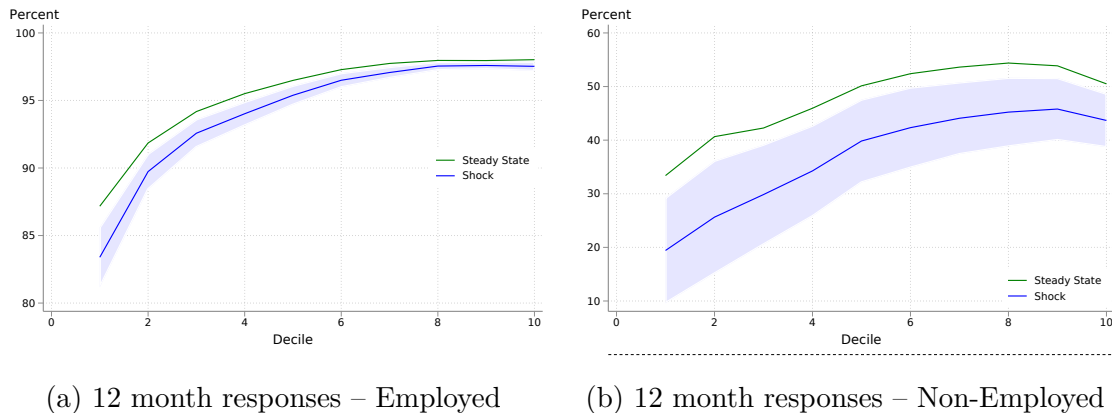 Percent
100
95
90
85
80
0 2 4 6 8 10
Decile
Steady State
Shock
(a) 12 month responses – Employed
Percent
60
50
40
30
20
10
0 2 4 6 8 10
Decile
Steady State
Shock
(b) 12 month responses – Non-Employed